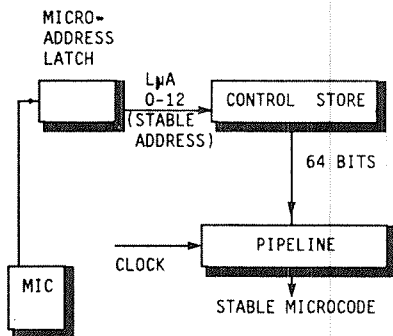 MICRO-
ADDRESS
LATCH
LμA
0-12
(STABLE
ADDRESS)
CONTROL STORE
64 BITS
PIPELINE
CLOCK
MIC
STABLE MICROCODE